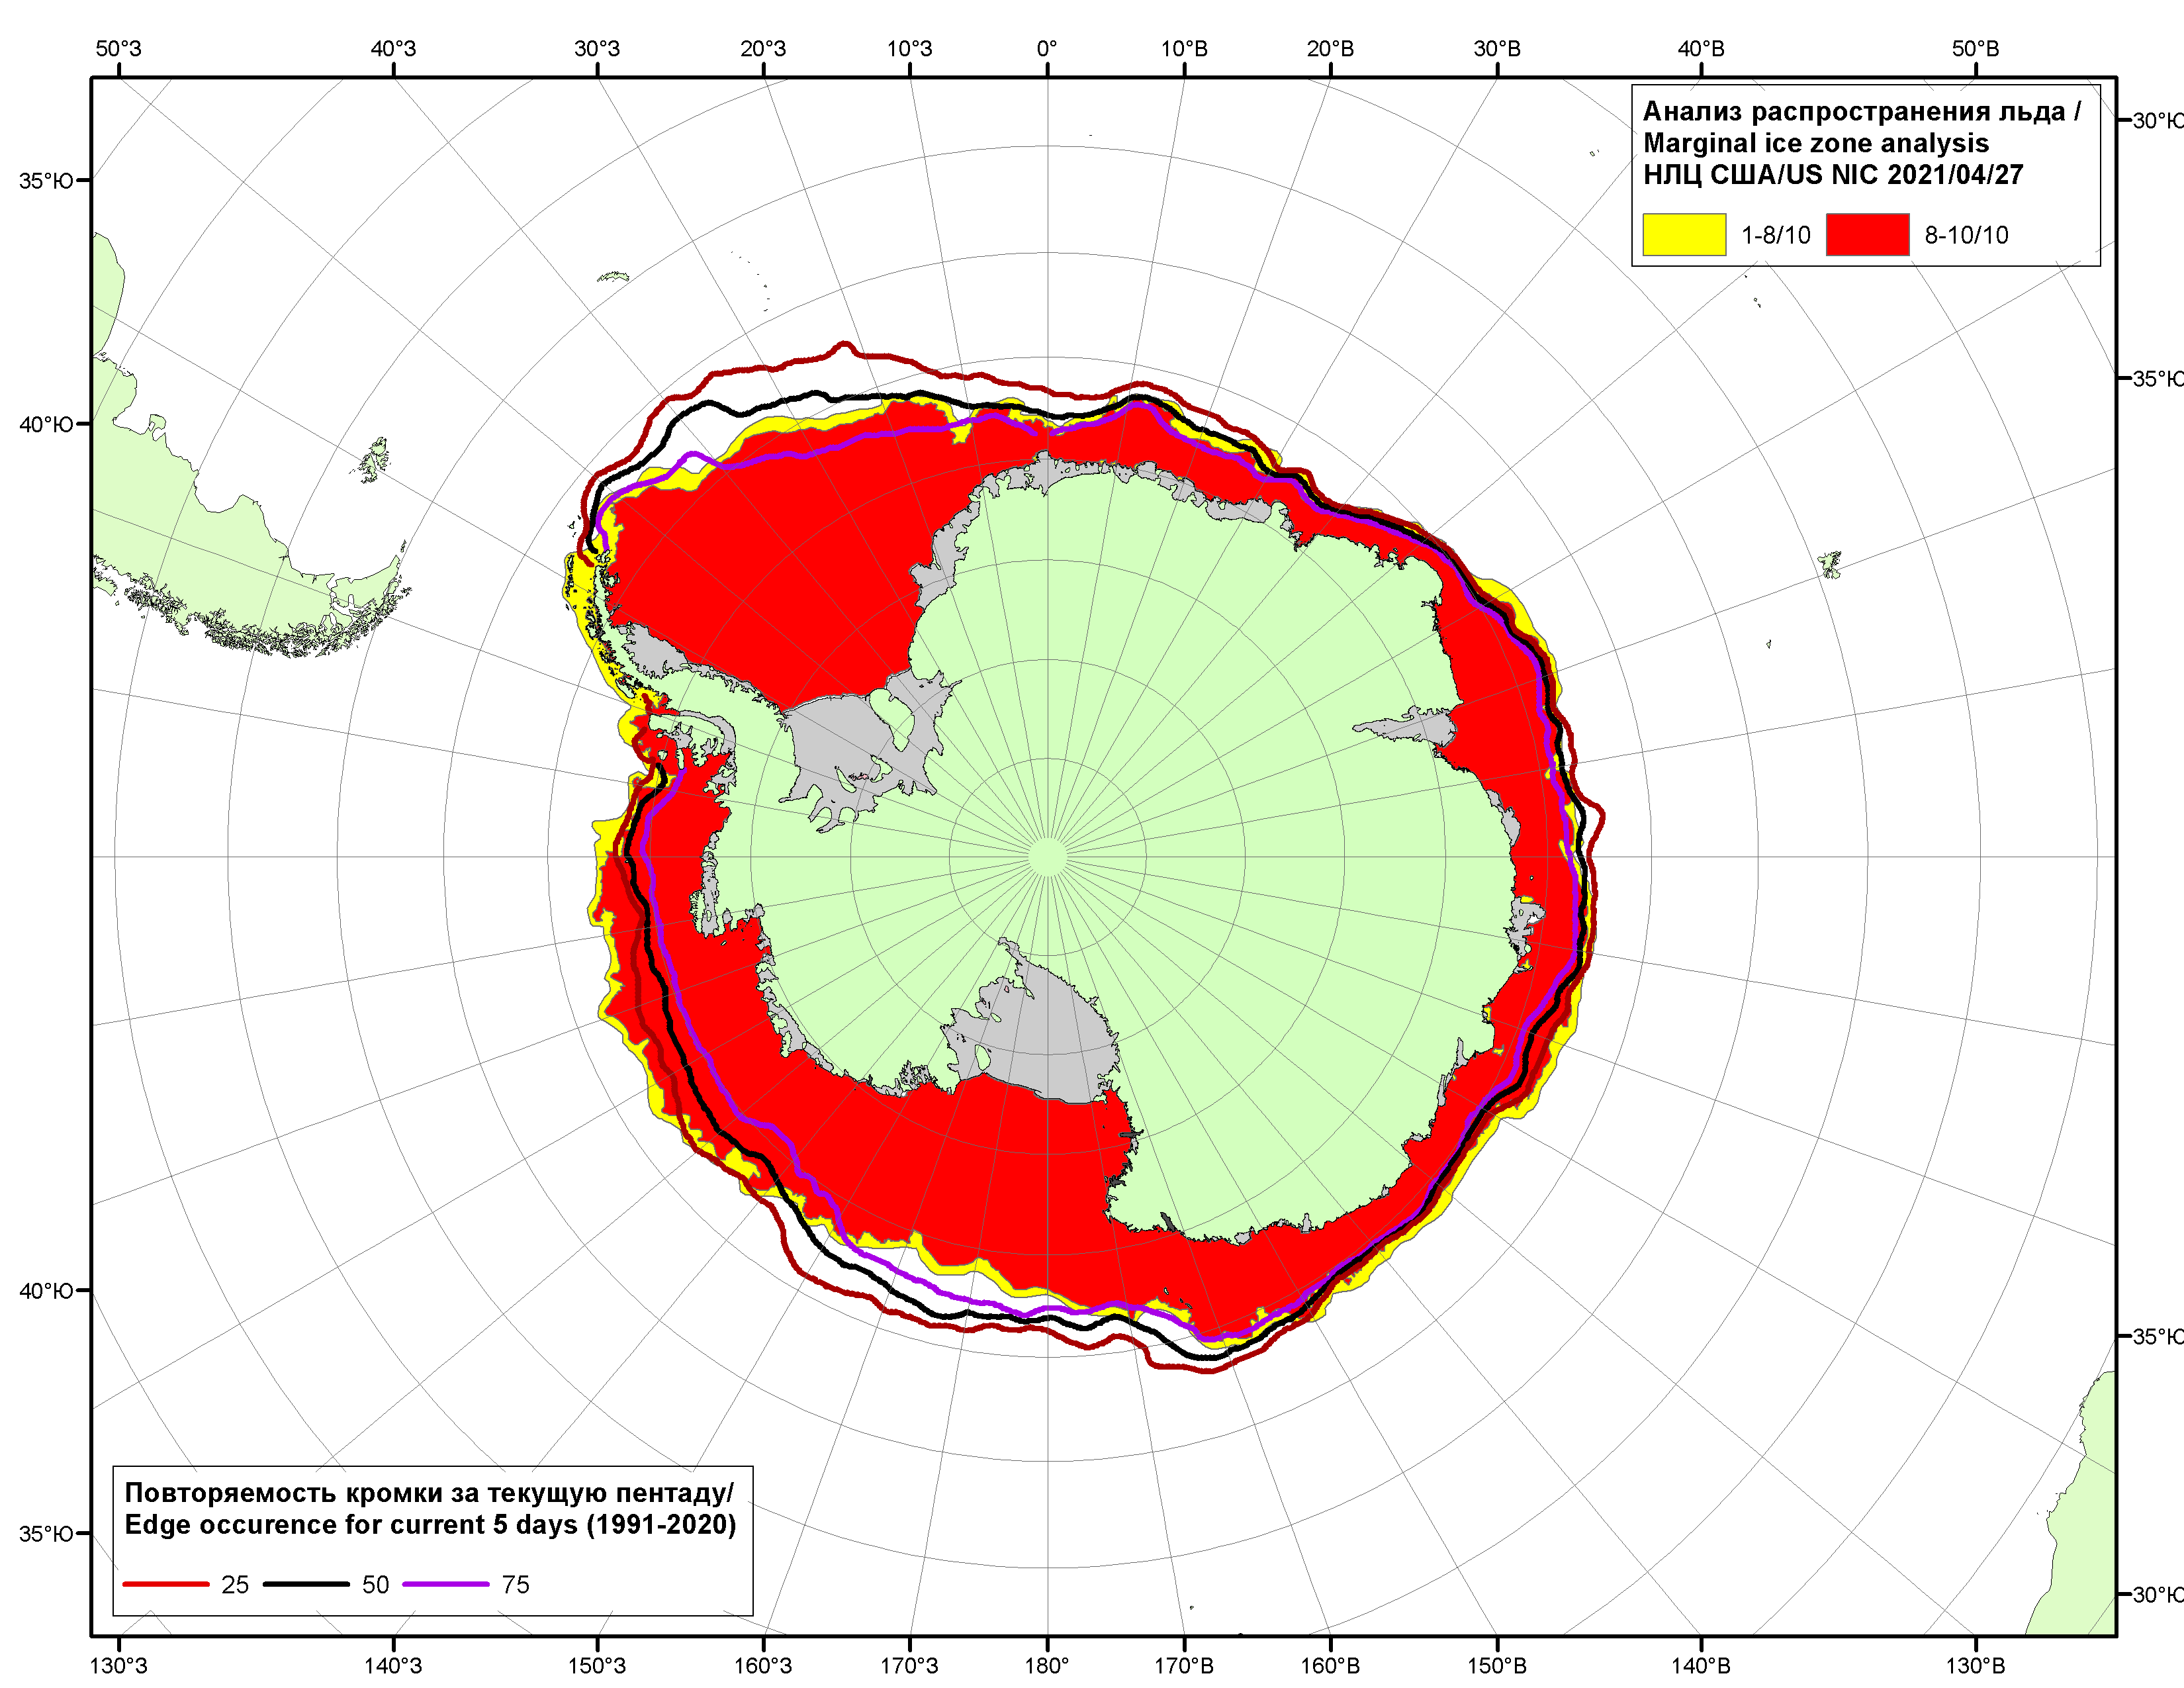 50°З 40°З 30°З 20°З 10°З 0° 10°В 20°В 30°В 40°В 50°В
Анализ распространения льда /
Marginal ice zone analysis
НЛЦ США/US NIC 2021/04/27
1-8/10 8-10/10
30°Ю
35°Ю
35°Ю
40°Ю
40°Ю
35°Ю
35°Ю
30°Ю
Повторяемость кромки за текущую пентаду/
Edge occurence for current 5 days (1991-2020)
25 50 75
130°З 140°З 150°З 160°З 170°З 180° 170°В 160°В 150°В 140°В 130°В